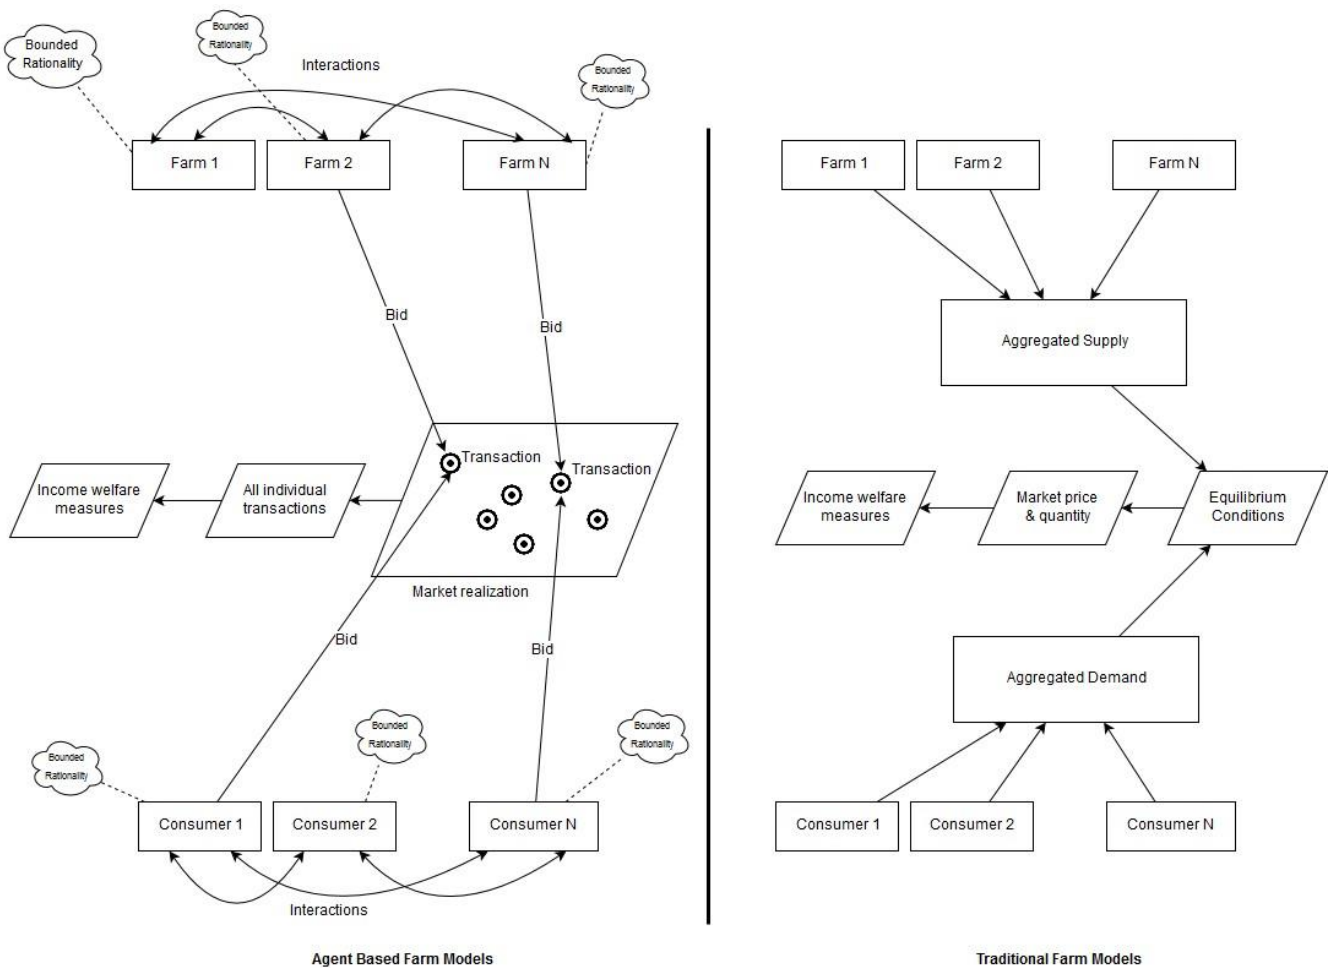 Bounded
Rationality
Bounded
Rationality
Interactions
Bounded
Rationality
Farm 1
Farm 2
Farm N
Bid
Bid
Transaction
Transaction
Income welfare
measures
All individual
transactions
Market realization
Bid
Bid
Bounded
Rationality
Bounded
Rationality
Bounded
Rationality
Consumer 1
Consumer 2
Consumer N
Interactions
Agent Based Farm Models
Farm 1
Farm 2
Farm N
Aggregated Supply
Income welfare
measures
Market price
& quantity
Equilibrium
Conditions
Aggregated Demand
Consumer 1
Consumer 2
Consumer N
Traditional Farm Models